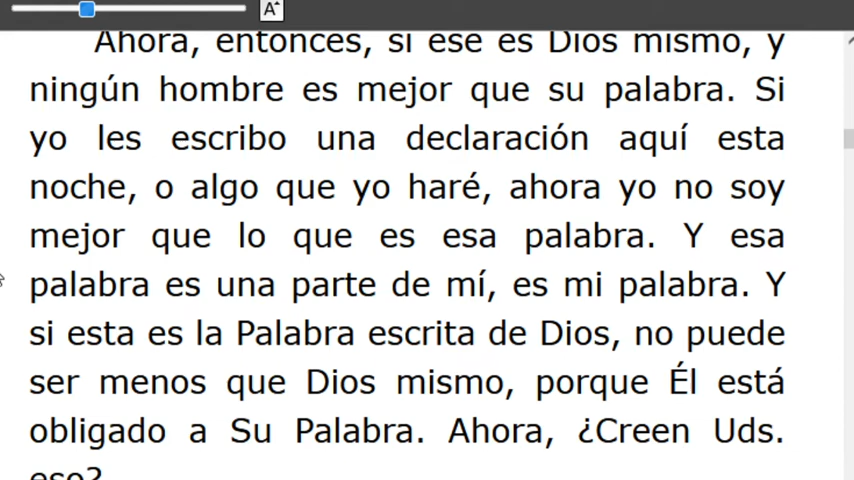 A
Ahora, entonces, si ese es Dios mismo, y
ningún hombre es mejor que su palabra. Si
yo les escribo una declaración aquí esta
noche, o algo que yo haré, ahora yo no soy
mejor que lo que es esa palabra. Y esa
palabra es una parte de mí, es mi palabra. Y
si esta es la Palabra escrita de Dios, no puede
ser menos que Dios mismo, porque Él está
obligado a Su Palabra. Ahora, ¿Creen Uds.
eso?